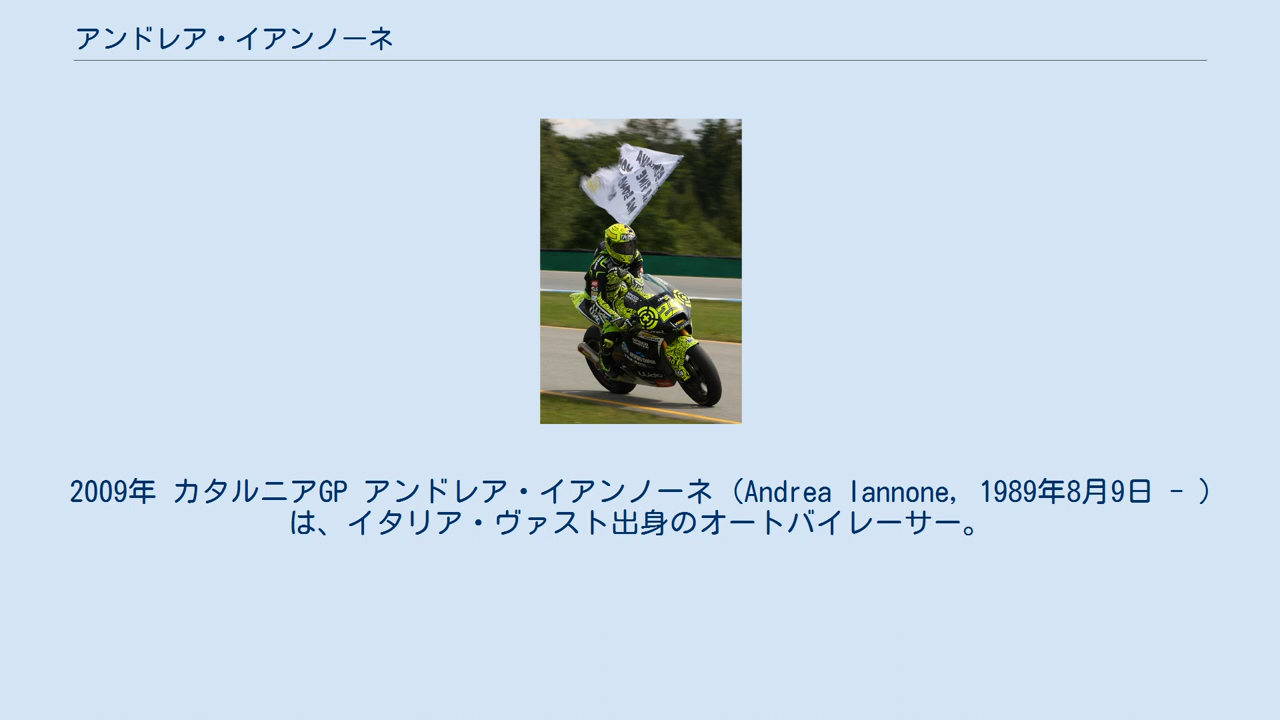 アンドレア・イアンノーネ
2009年 カタルニアGP アンドレア・イアンノーネ（Andrea Iannone, 1989年8月9日 - ）
は、イタリア・ヴァスト出身のオートバイレーサー。